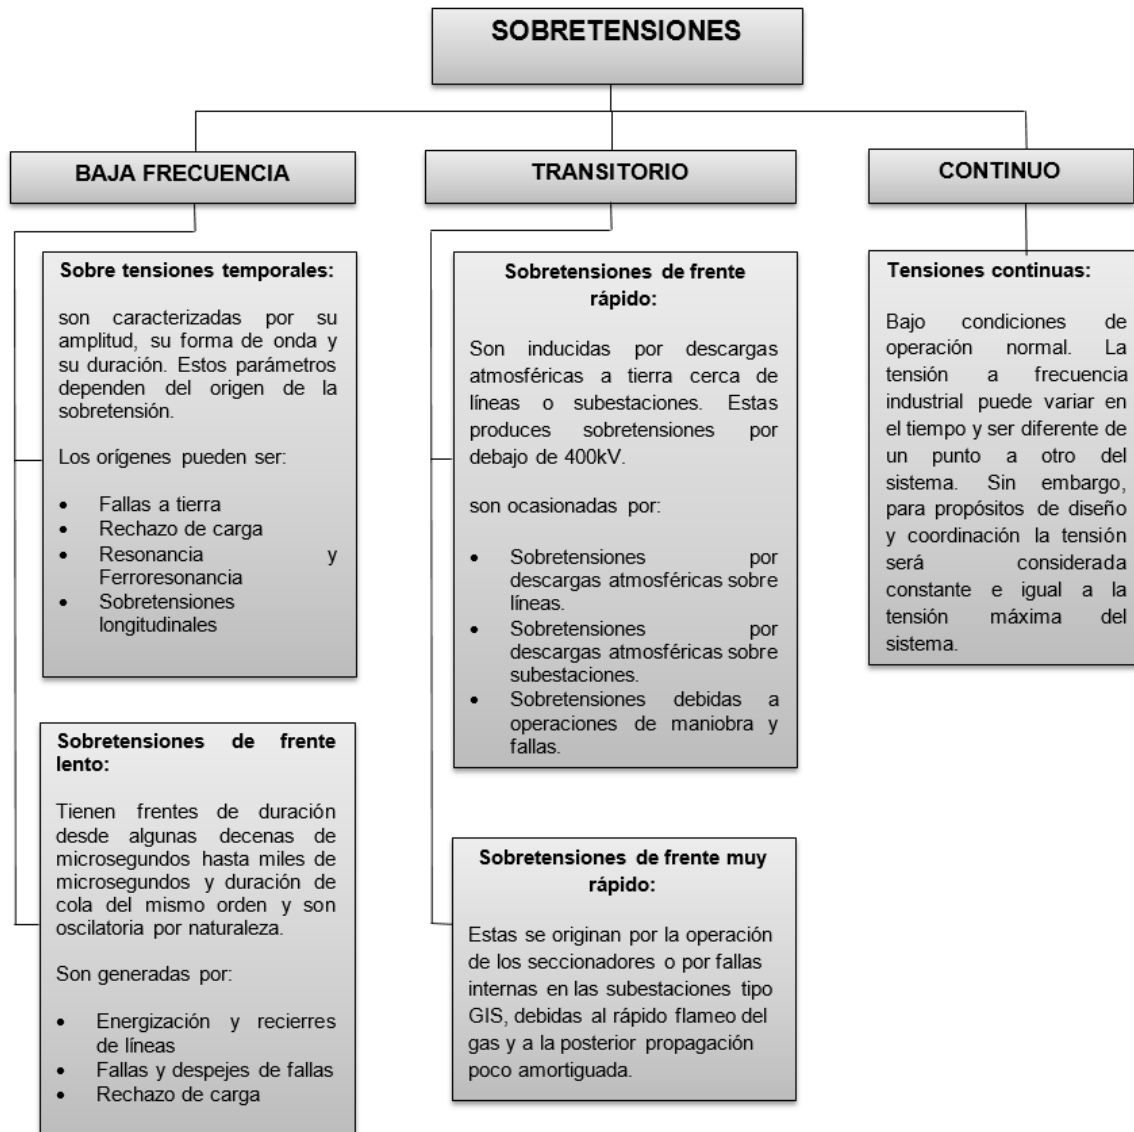 SOBRETENSIONES
BAJA FRECUENCIA
Sobre tensiones temporales:
son caracterizadas por su
amplitud, su forma de onda y
su duración. Estos parámetros
dependen del origen de la
sobretensión.
Los orígenes pueden ser:
• Fallas a tierra
• Rechazo de carga
• Resonancia y
Ferroresonancia
• Sobretensiones
longitudinales
Sobretensiones de frente
lento:
Tienen frentes de duración
desde algunas decenas de
microsegundos hasta miles de
microsegundos y duración de
cola del mismo orden y son
oscilatoria por naturaleza.
Son generadas por:
• Energización y recierres
de líneas
• Fallas y despejes de fallas
• Rechazo de carga
TRANSITORIO
Sobretensiones de frente
rápido:
Son inducidas por descargas
atmosféricas a tierra cerca de
líneas o subestaciones. Estas
produces sobretensiones por
debajo de 400kV.
son ocasionadas por:
• Sobretensiones por
descargas atmosféricas sobre
líneas.
• Sobretensiones por
descargas atmosféricas sobre
subestaciones.
• Sobretensiones debidas a
operaciones de maniobra y
fallas.
Sobretensiones de frente muy
rápido:
Estas se originan por la operación
de los seccionadores o por fallas
internas en las subestaciones tipo
GIS, debidas al rápido flameo del
gas y a la posterior propagación
poco amortiguada.
CONTINUO
Tensiones continuas:
Bajo condiciones de
operación normal. La
tensión a frecuencia
industrial puede variar en
el tiempo y ser diferente de
un punto a otro del
sistema. Sin embargo,
para propósitos de diseño
y coordinación la tensión
será considerada
constante e igual a la
tensión máxima del
sistema.